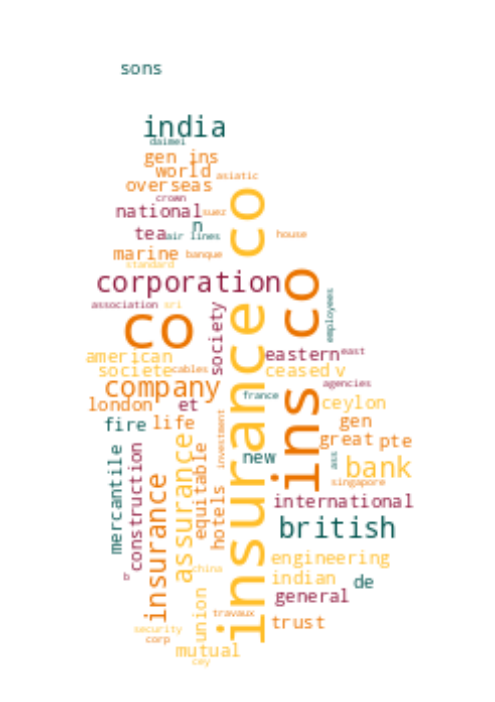 sons
india
daimei
gen ins
world
asiatic
overseas
crown
national
suez
n
tea
air lines
house
marine
banque
standard
insurance co
corporation
ins co
association
sri
co
society
employees
american
eastern
east
societe
cables
ceased
v
company
agencies
london
et
france
ceylon
fire
life
investment
gen
great
pte
mercantile
construction
assurance
equitable
new
ass
bank
singapore
insurance
hotels
international
british
china
engineering
b
indian
de
union
general
travaux
trust
security
corp
mutual
cey